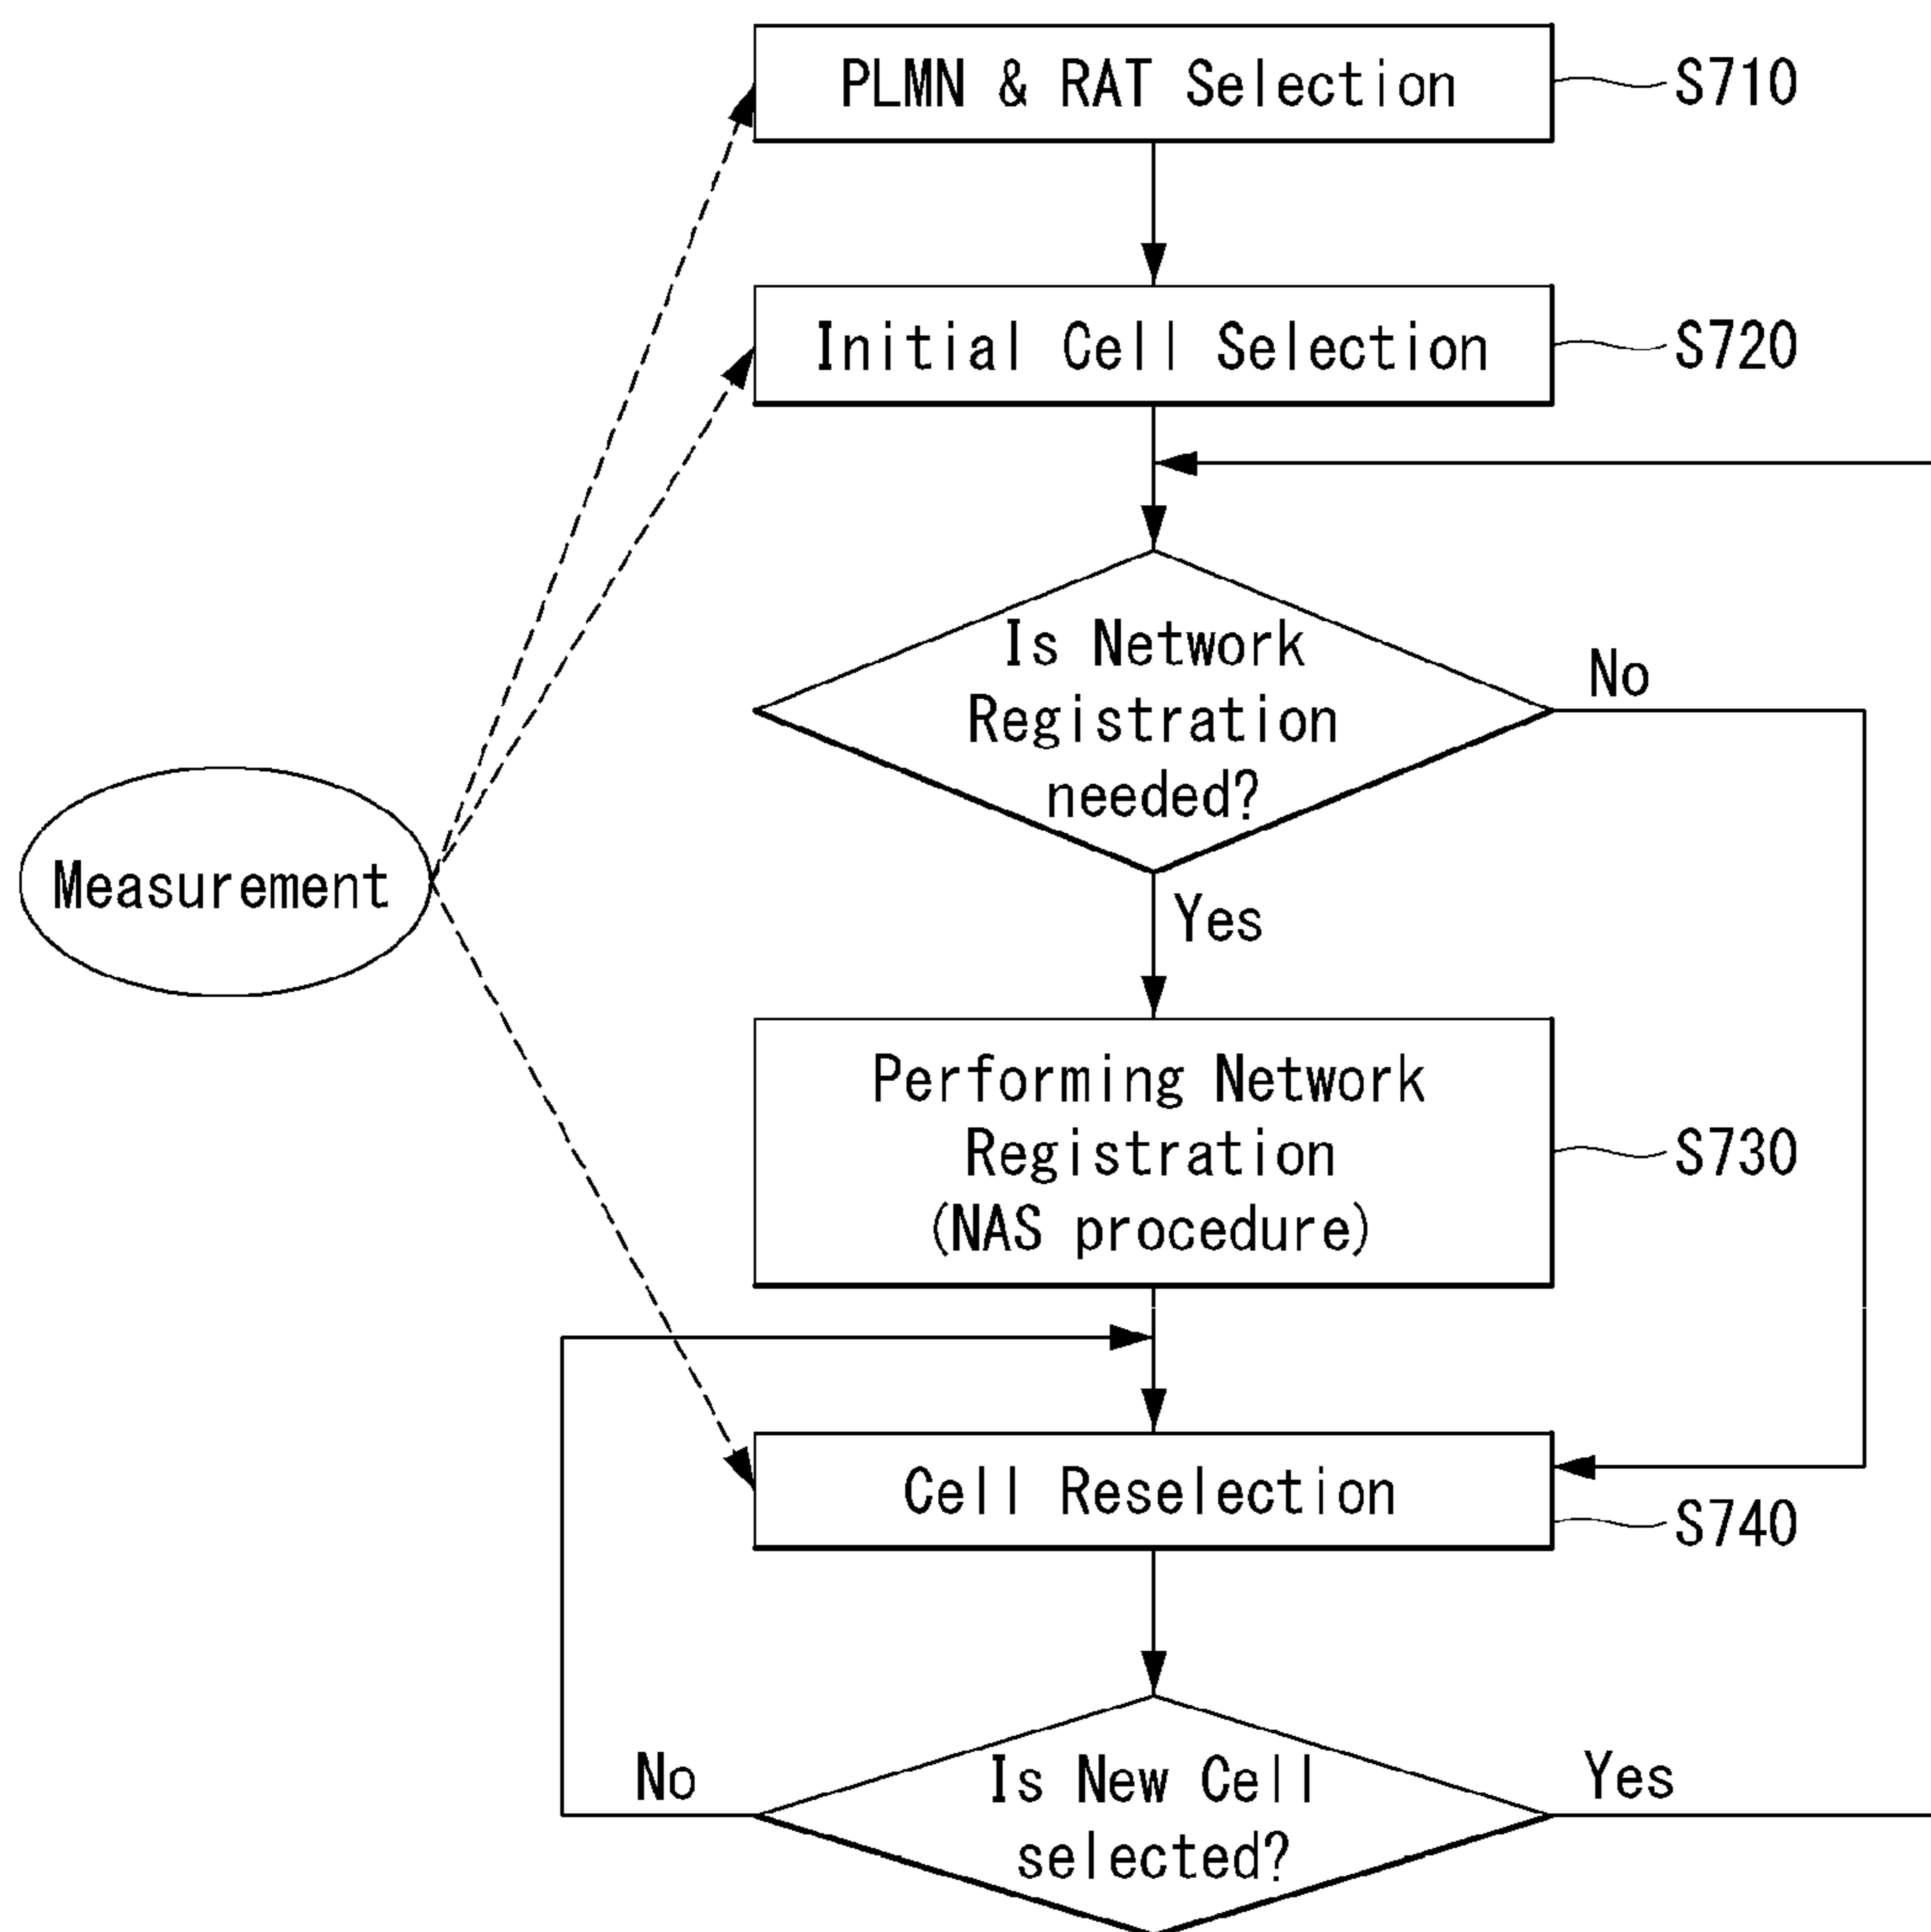 PLMN & RAT Selection
S710
Initial Cell Selection
S720
Is Network
Registration
needed?
No
Yes
Measurement
Performing Network
Registration
(NAS procedure)
S730
Cell Reselection
S740
No
Is New Cell
selected?
Yes